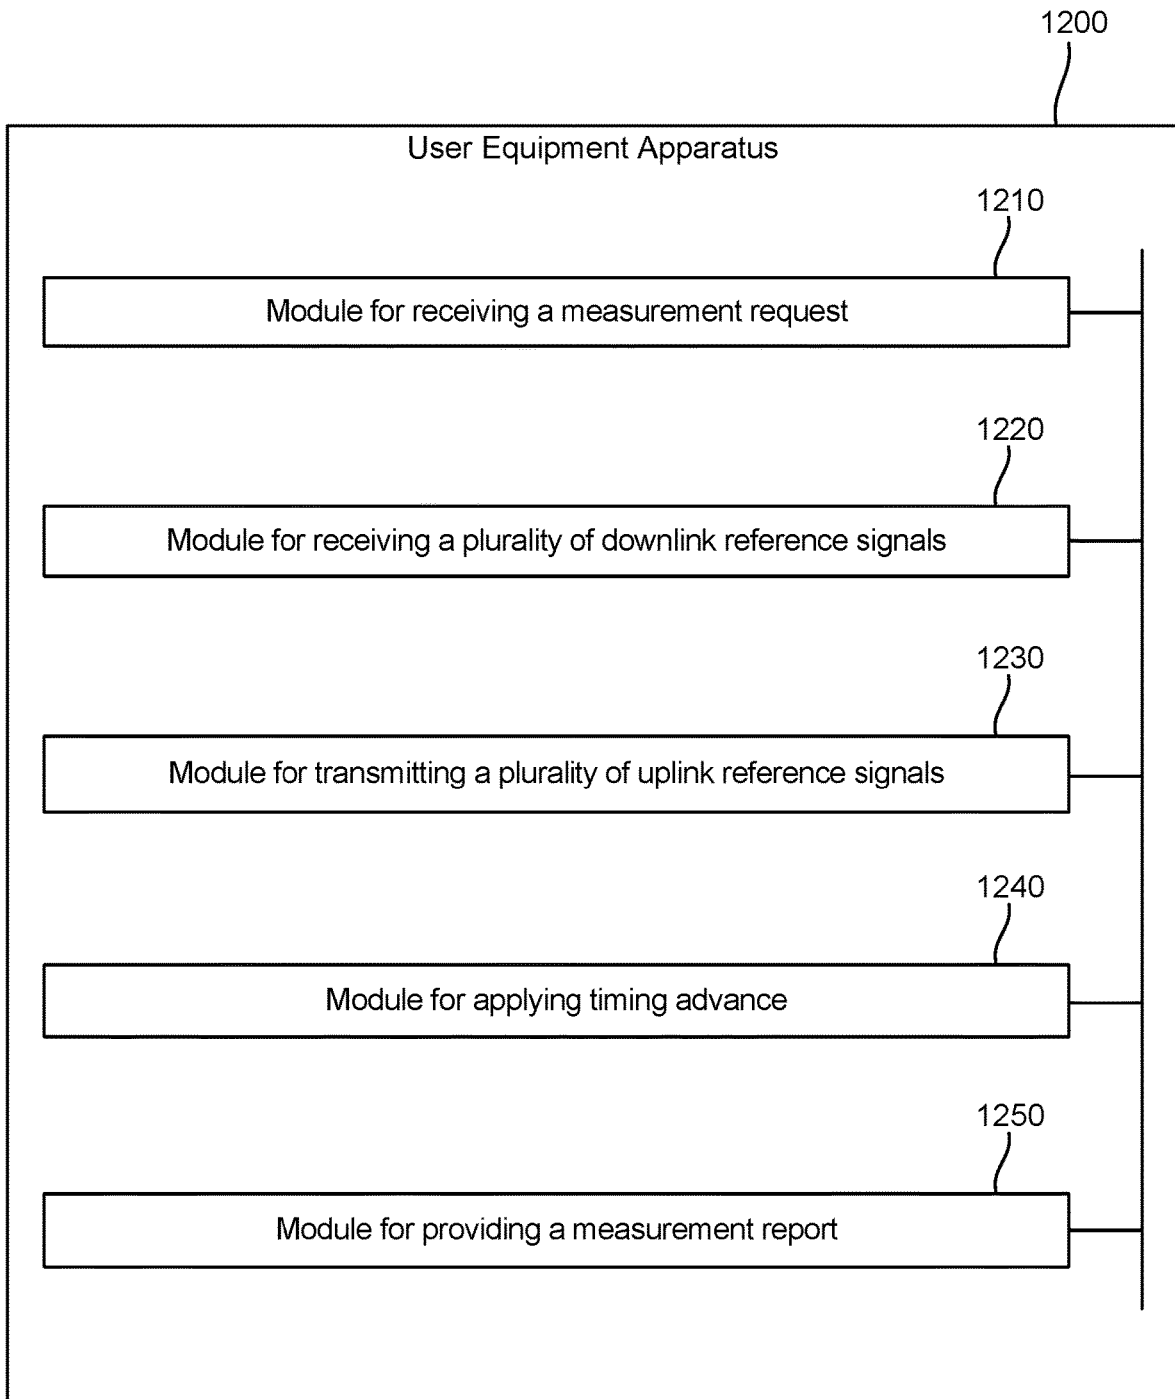 1200
User Equipment Apparatus
1210
Module for receiving a measurement request
1220
Module for receiving a plurality of downlink reference signals
1230
Module for transmitting a plurality of uplink reference signals
1240
Module for applying timing advance
1250
Module for providing a measurement report